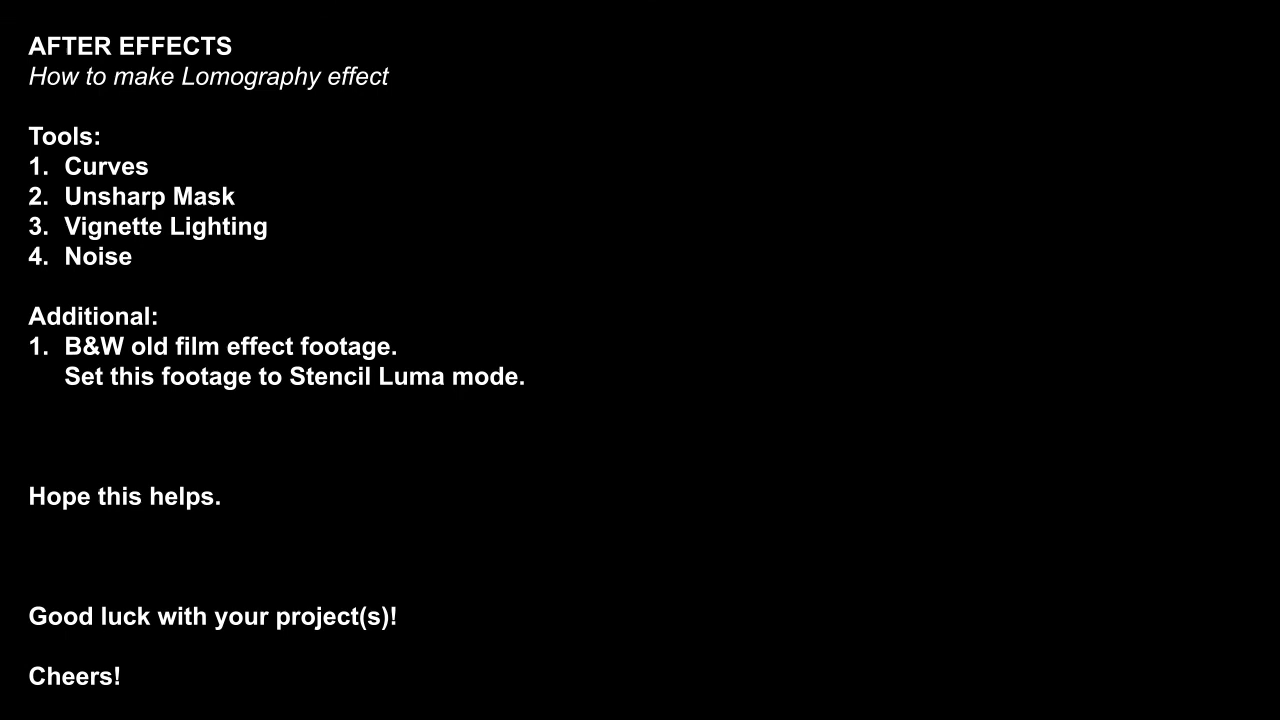 AFTER EFFECTS
How to make Lomography effect
Tools:
1. Curves
2. Unsharp Mask
3. Vignette Lighting
4. Noise
Additional:
1. B&W old film effect footage.
Set this footage to Stencil Luma mode.
Hope this helps.
Good luck with your project(s)!
Cheers!